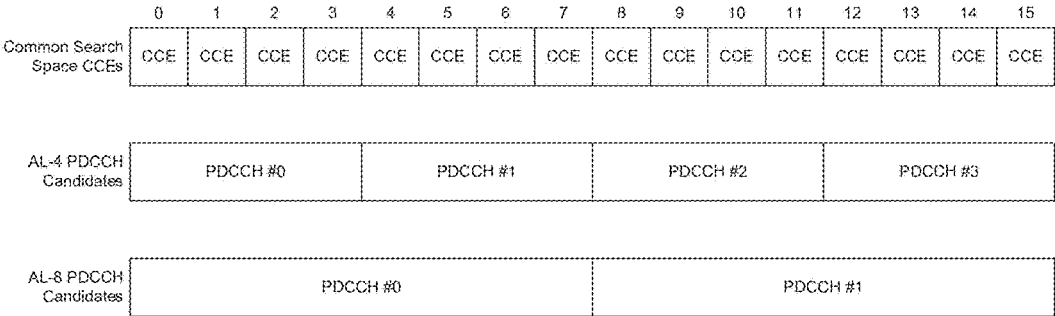 0 1 2 3 4 5 6 7 8 9 10 11 12 13 14 15
Common Search
Space CCEs
CCE CCE CCE CCE CCE CCE CCE CCE CCE CCE CCE CCE CCE CCE CCE CCE
AL-4 PDCCH
Candidates
PDCCH #0 PDCCH #1 PDCCH #2 PDCCH #3
AL-8 PDCCH
Candidates
PDCCH #0 PDCCH #1